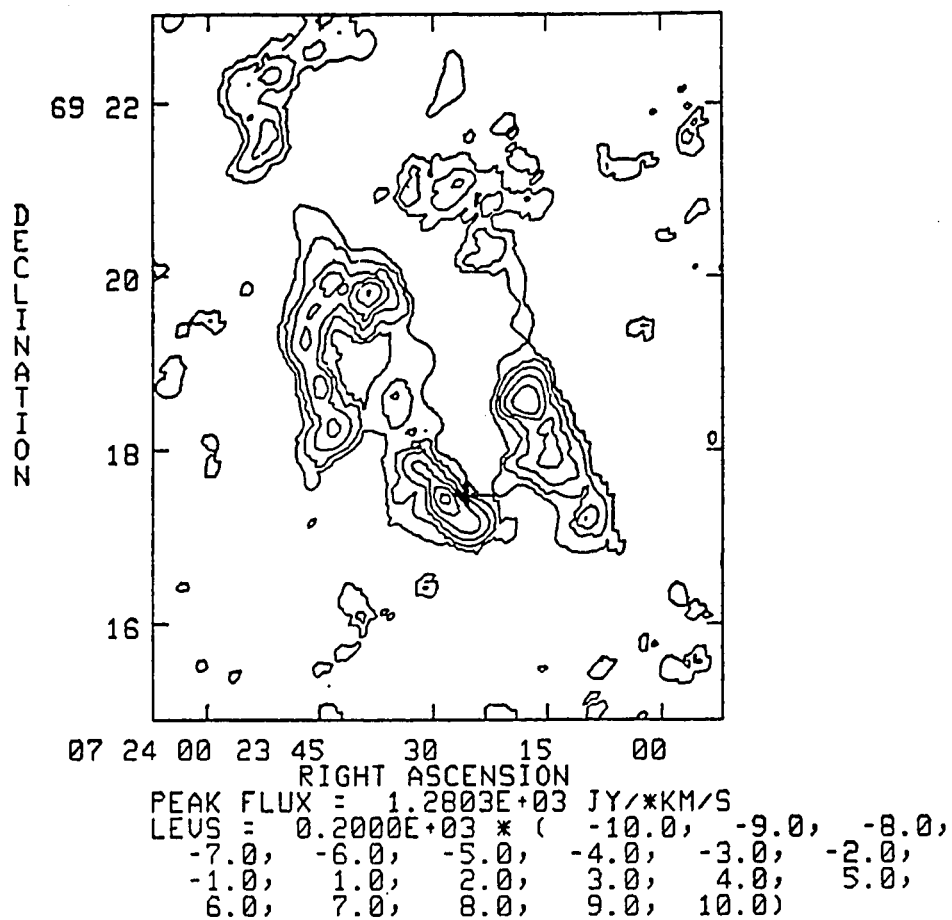 69 22
20
18
16
DECLINATION
07 24 00 23 45 30 15 00
RIGHT ASCENSION
PEAK FLUX = 1.2803E+03 JY/*KM/S
LEVS = 0.2000E+03 * ( -10.0, -9.0, -8.0,
-7.0, -6.0, -5.0, -4.0, -3.0, -2.0,
-1.0, 1.0, 2.0, 3.0, 4.0, 5.0,
6.0, 7.0, 8.0, 9.0, 10.0)